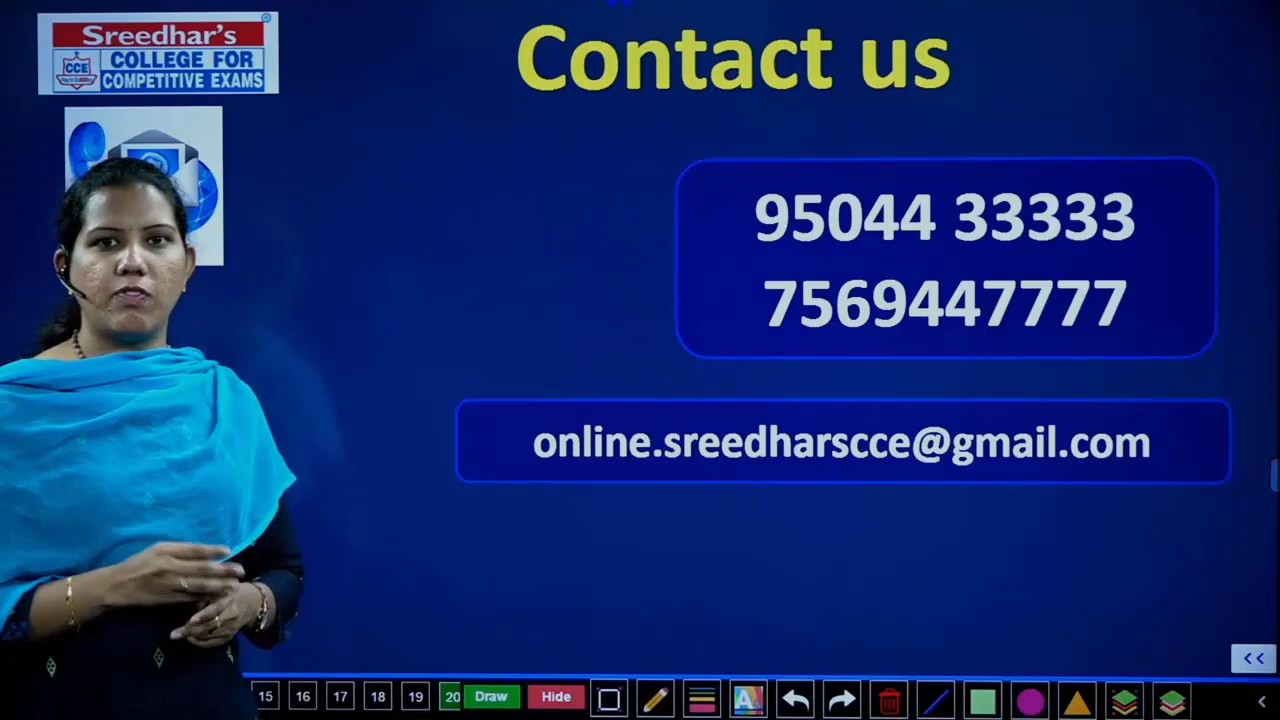 Sreedhar's
CCE
COLLEGE FOR
COMPETITIVE EXAMS
Contact us
95044 33333
7569447777
online.sreedharscce@gmail.com
<<
15 16 17 18 19 20 Draw Hide